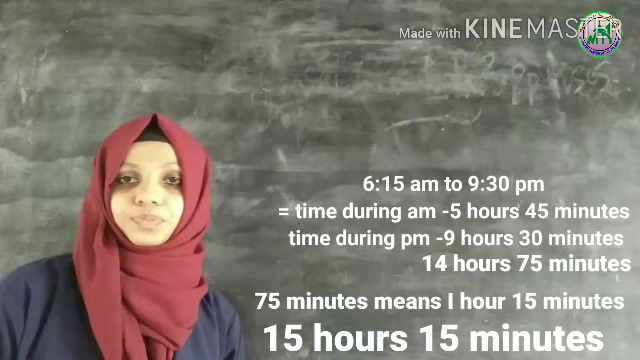 Made with KINEMASTER
6:15 am to 9:30 pm
= time during am -5 hours 45 minutes
time during pm -9 hours 30 minutes
14 hours 75 minutes
75 minutes means I hour 15 minutes
15 hours 15 minutes